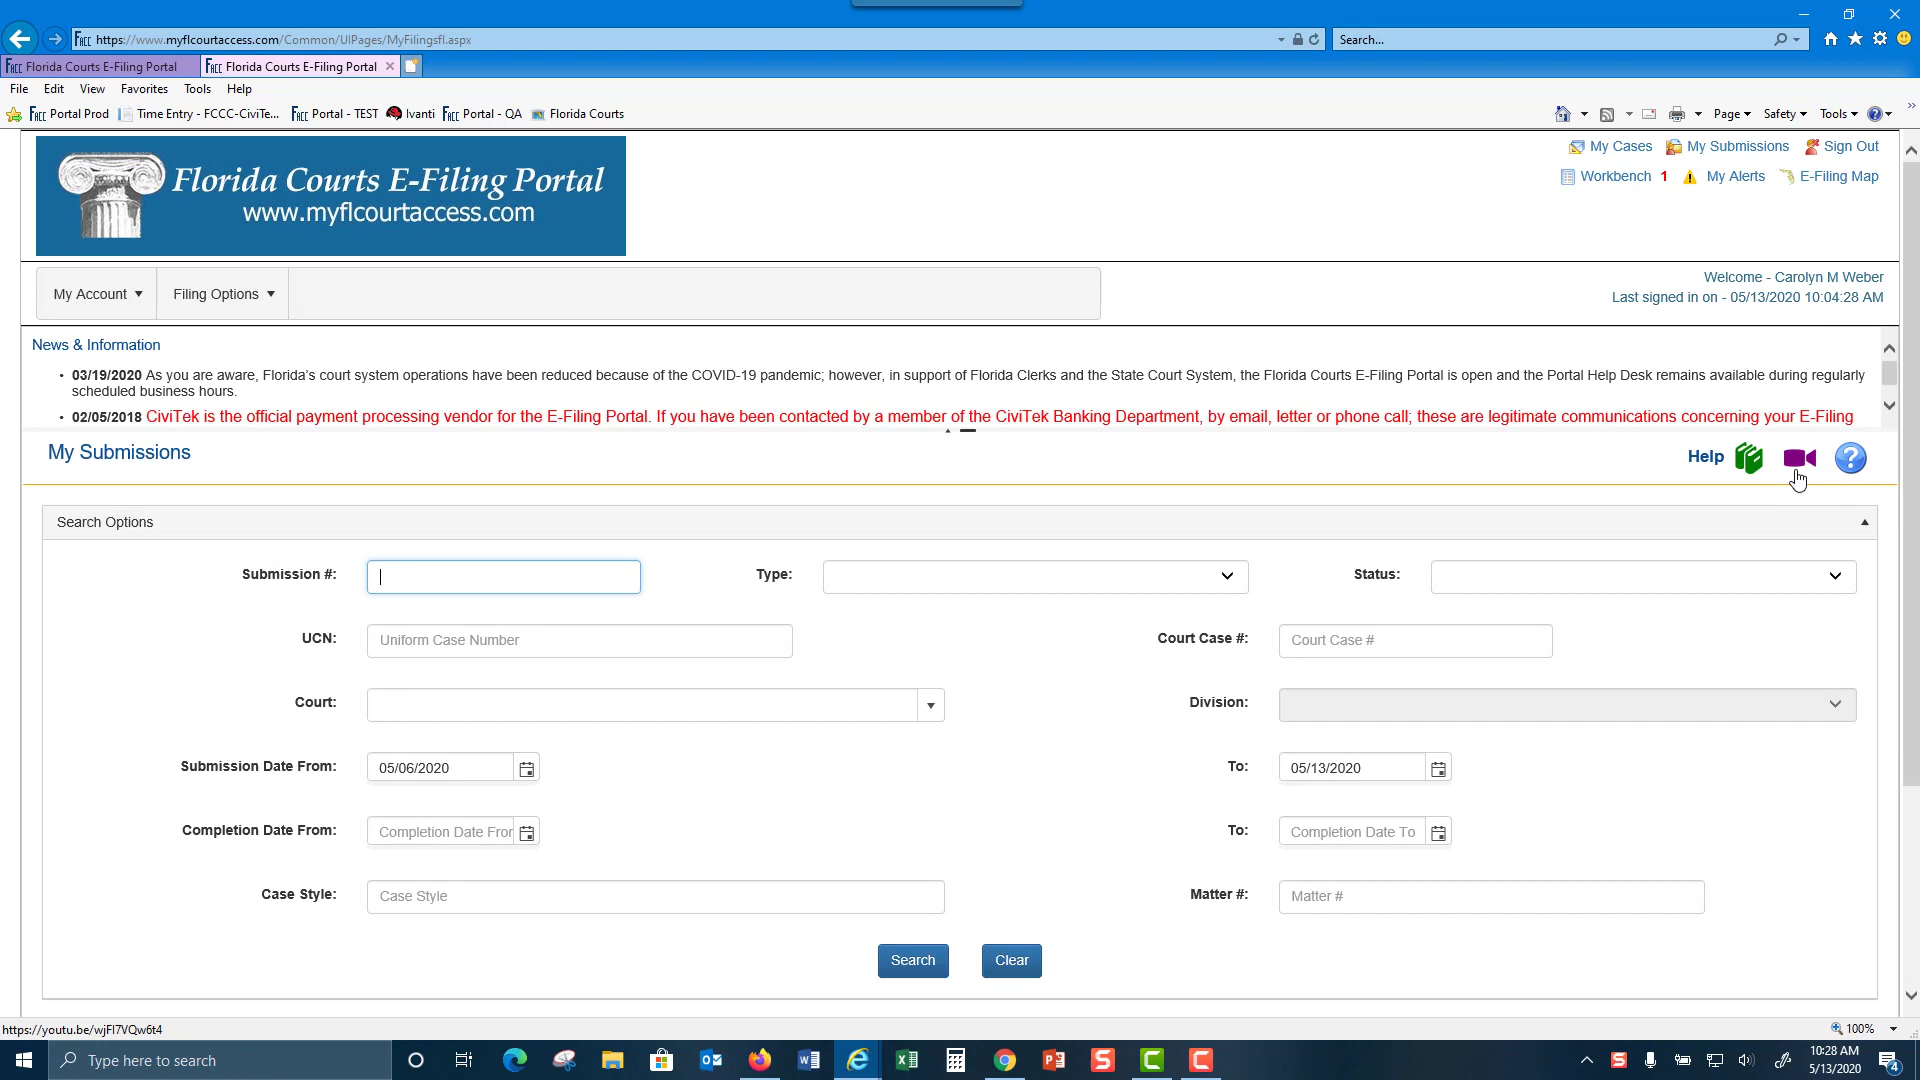 https://www.myflcourtaccess.com/Common/UIPages/MyFilingsfl.aspx
Search...
Florida Courts E-Filing Portal
Florida Courts E-Filing Portal
File Edit View Favorites Tools Help
Portal Prod Time Entry - FCCC-CiviTe... Portal - TEST Ivanti Portal - QA Florida Courts
Page Safety Tools
Florida Courts E-Filing Portal
www.myflcourtaccess.com
My Cases My Submissions Sign Out
Workbench 1 My Alerts E-Filing Map
My Account Filing Options
Welcome - Carolyn M Weber
Last signed in on - 05/13/2020 10:04:28 AM
News & Information
• 03/19/2020 As you are aware, Florida's court system operations have been reduced because of the COVID-19 pandemic; however, in support of Florida Clerks and the State Court System, the Florida Courts E-Filing Portal is open and the Portal Help Desk remains available during regularly
scheduled business hours.
• 02/05/2018 CiviTek is the official payment processing vendor for the E-Filing Portal. If you have been contacted by a member of the CiviTek Banking Department, by email, letter or phone call; these are legitimate communications concerning your E-Filing
My Submissions
Help
Search Options
Submission #: Type: Status:
UCN: Uniform Case Number Court Case #: Court Case #
Court: Division:
Submission Date From: 05/06/2020 To: 05/13/2020
Completion Date From: Completion Date Fror To: Completion Date To
Case Style: Case Style Matter #: Matter #
Search Clear
https://youtu.be/wjFI7VQw6t4
100%
Type here to search
10:28 AM
5/13/2020
4